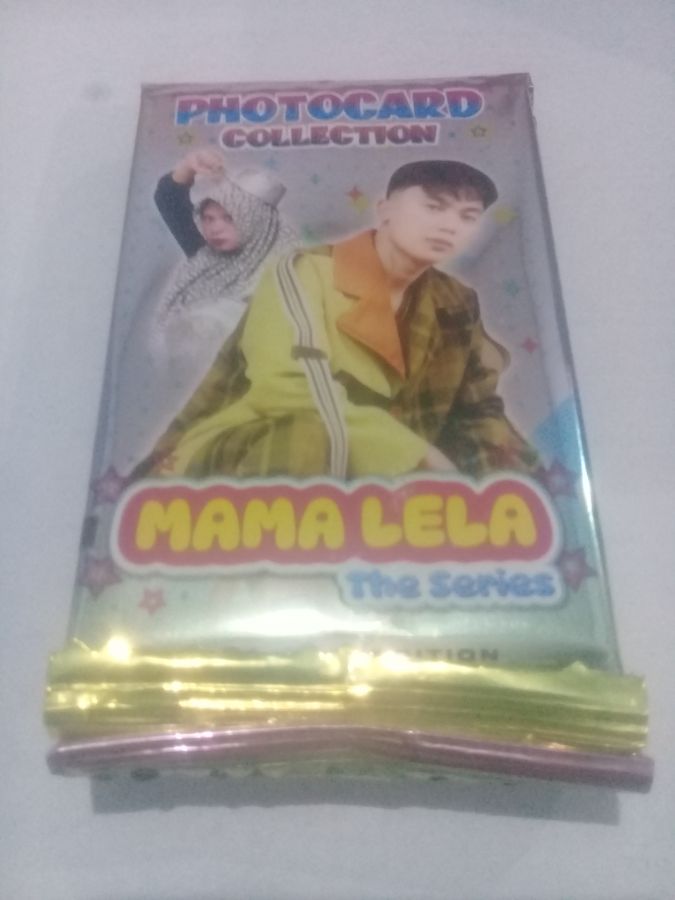 PHOTOCARD
COLLECTION
MAMA LELA
The Series